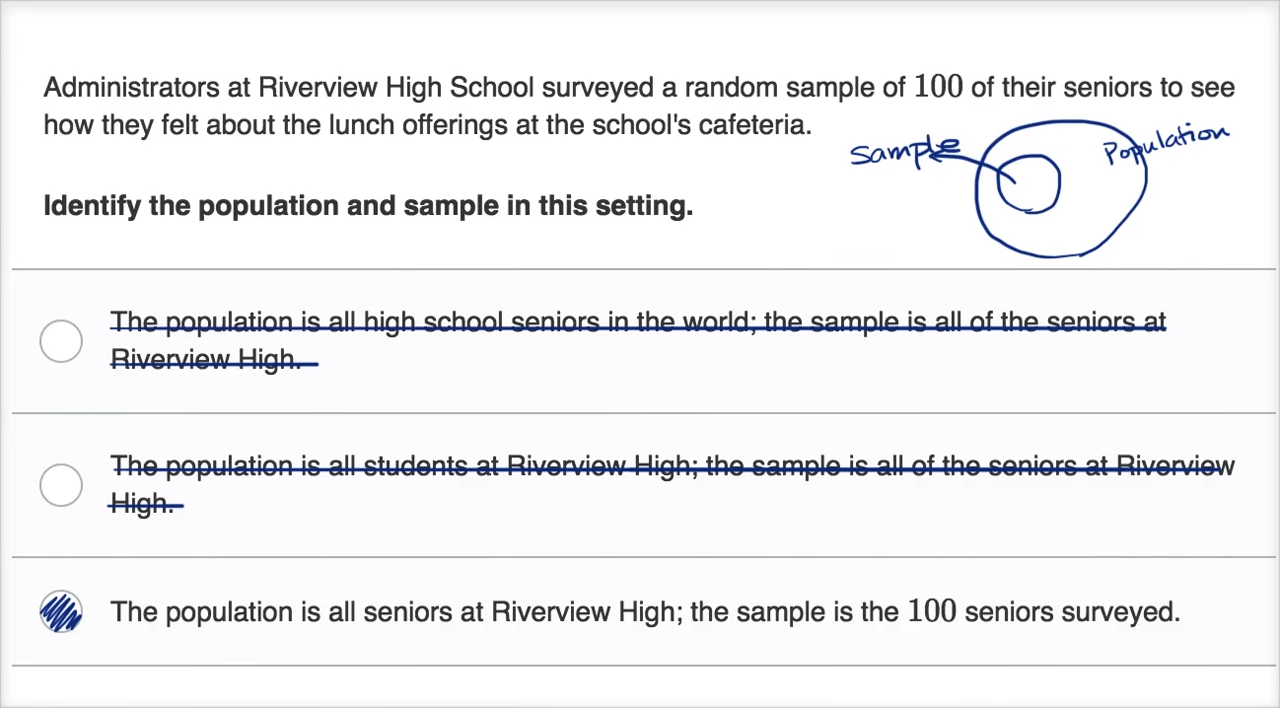 Administrators at Riverview High School surveyed a random sample of 100 of their seniors to see
how they felt about the lunch offerings at the school's cafeteria.
Sample
Population
Identify the population and sample in this setting.
The population is all high school seniors in the world; the sample is all of the seniors at
Riverview High.
The population is all students at Riverview High; the sample is all of the seniors at Riverview
High.
The population is all seniors at Riverview High; the sample is the 100 seniors surveyed.